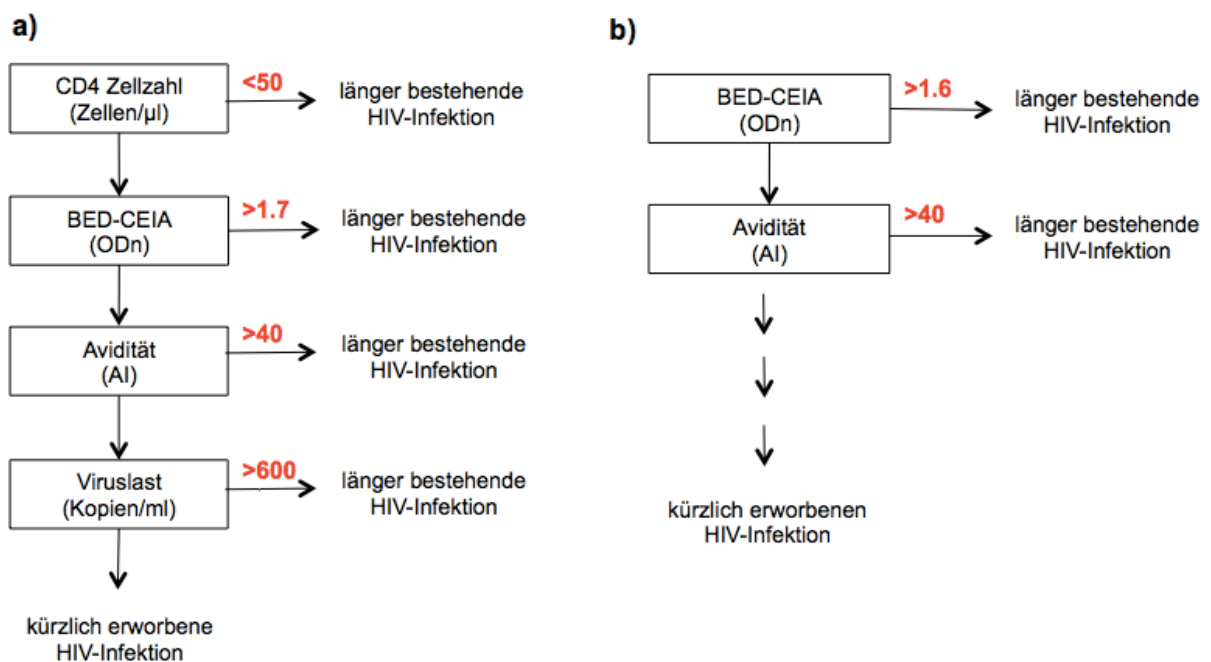 a)
CD4 Zellzahl
(Zellen/µl)
<50
länger bestehende
HIV-Infektion
BED-CEIA
(ODn)
>1.7
länger bestehende
HIV-Infektion
Avidität
(AI)
>40
länger bestehende
HIV-Infektion
Viruslast
(Kopien/ml)
>600
länger bestehende
HIV-Infektion
kürzlich erworbene
HIV-Infektion
b)
BED-CEIA
(ODn)
>1.6
länger bestehende
HIV-Infektion
Avidität
(AI)
>40
länger bestehende
HIV-Infektion
kürzlich erworbenen
HIV-Infektion